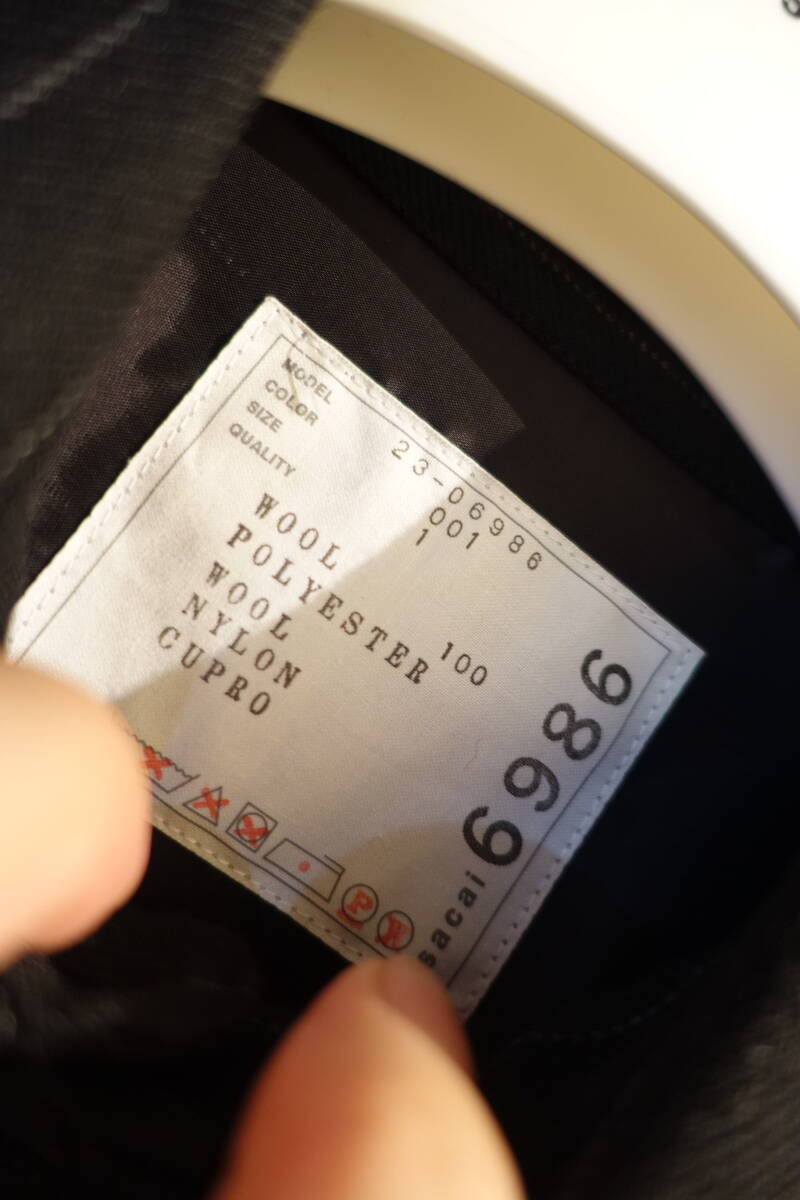 MODEL 23-06986
COLOR 001
SIZE 1
QUALITY
WOOL
POLYESTER 100
WOOL
NYLON
CUPRO
sacai 6986
P